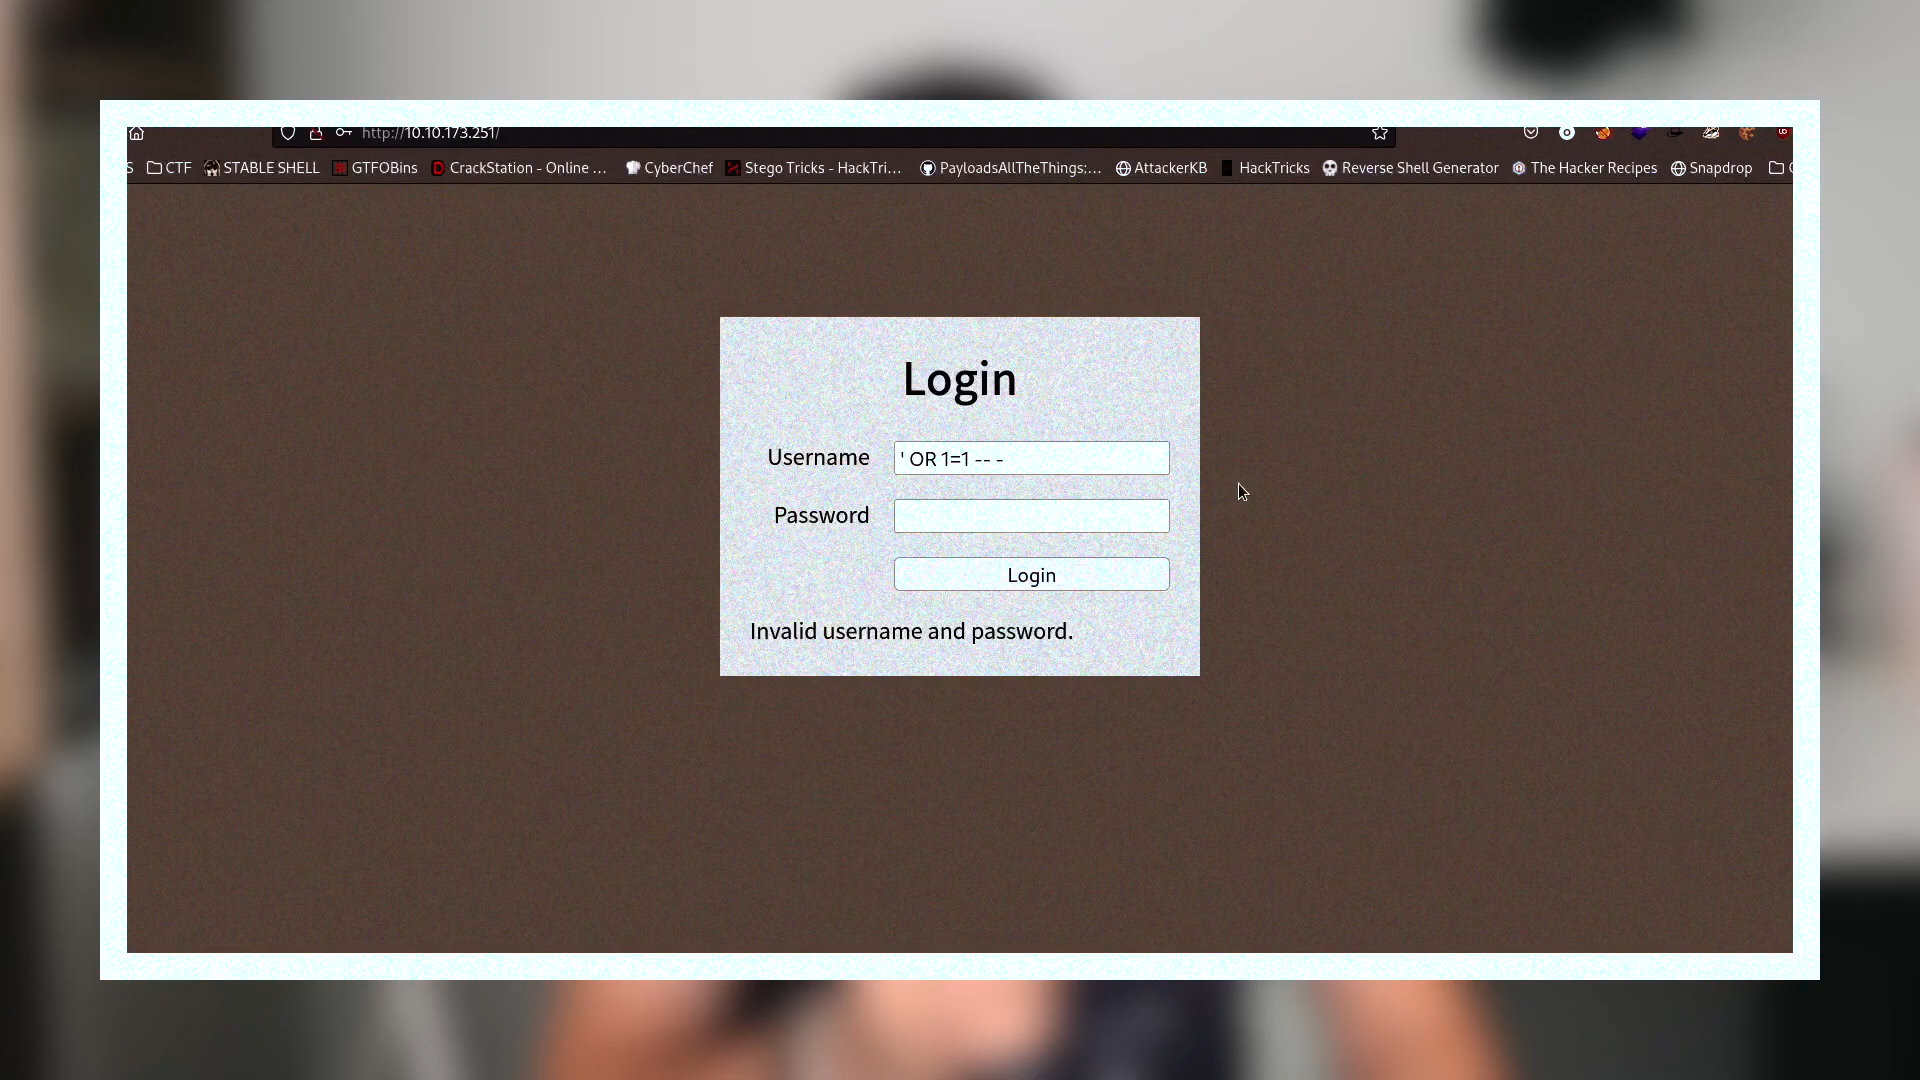 http://10.10.173.251/
S CTF STABLE SHELL GTFOBins CrackStation - Online ... CyberChef Stego Tricks - HackTri... PayloadsAllTheThings:... AttackerKB HackTricks Reverse Shell Generator The Hacker Recipes Snapdrop
Login
Username ' OR 1=1 -- -
Password
Login
Invalid username and password.